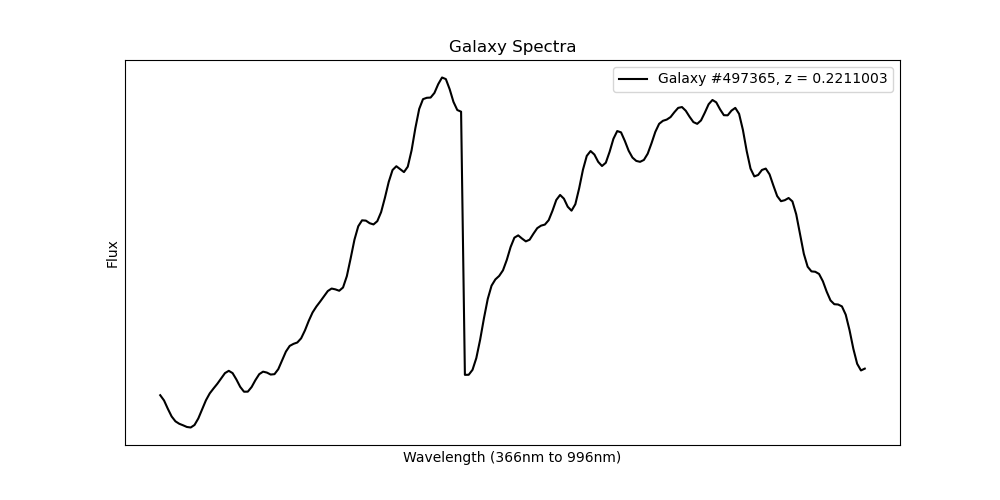 Galaxy Spectra
Galaxy #497365, z = 0.2211003
Flux
Wavelength (366nm to 996nm)